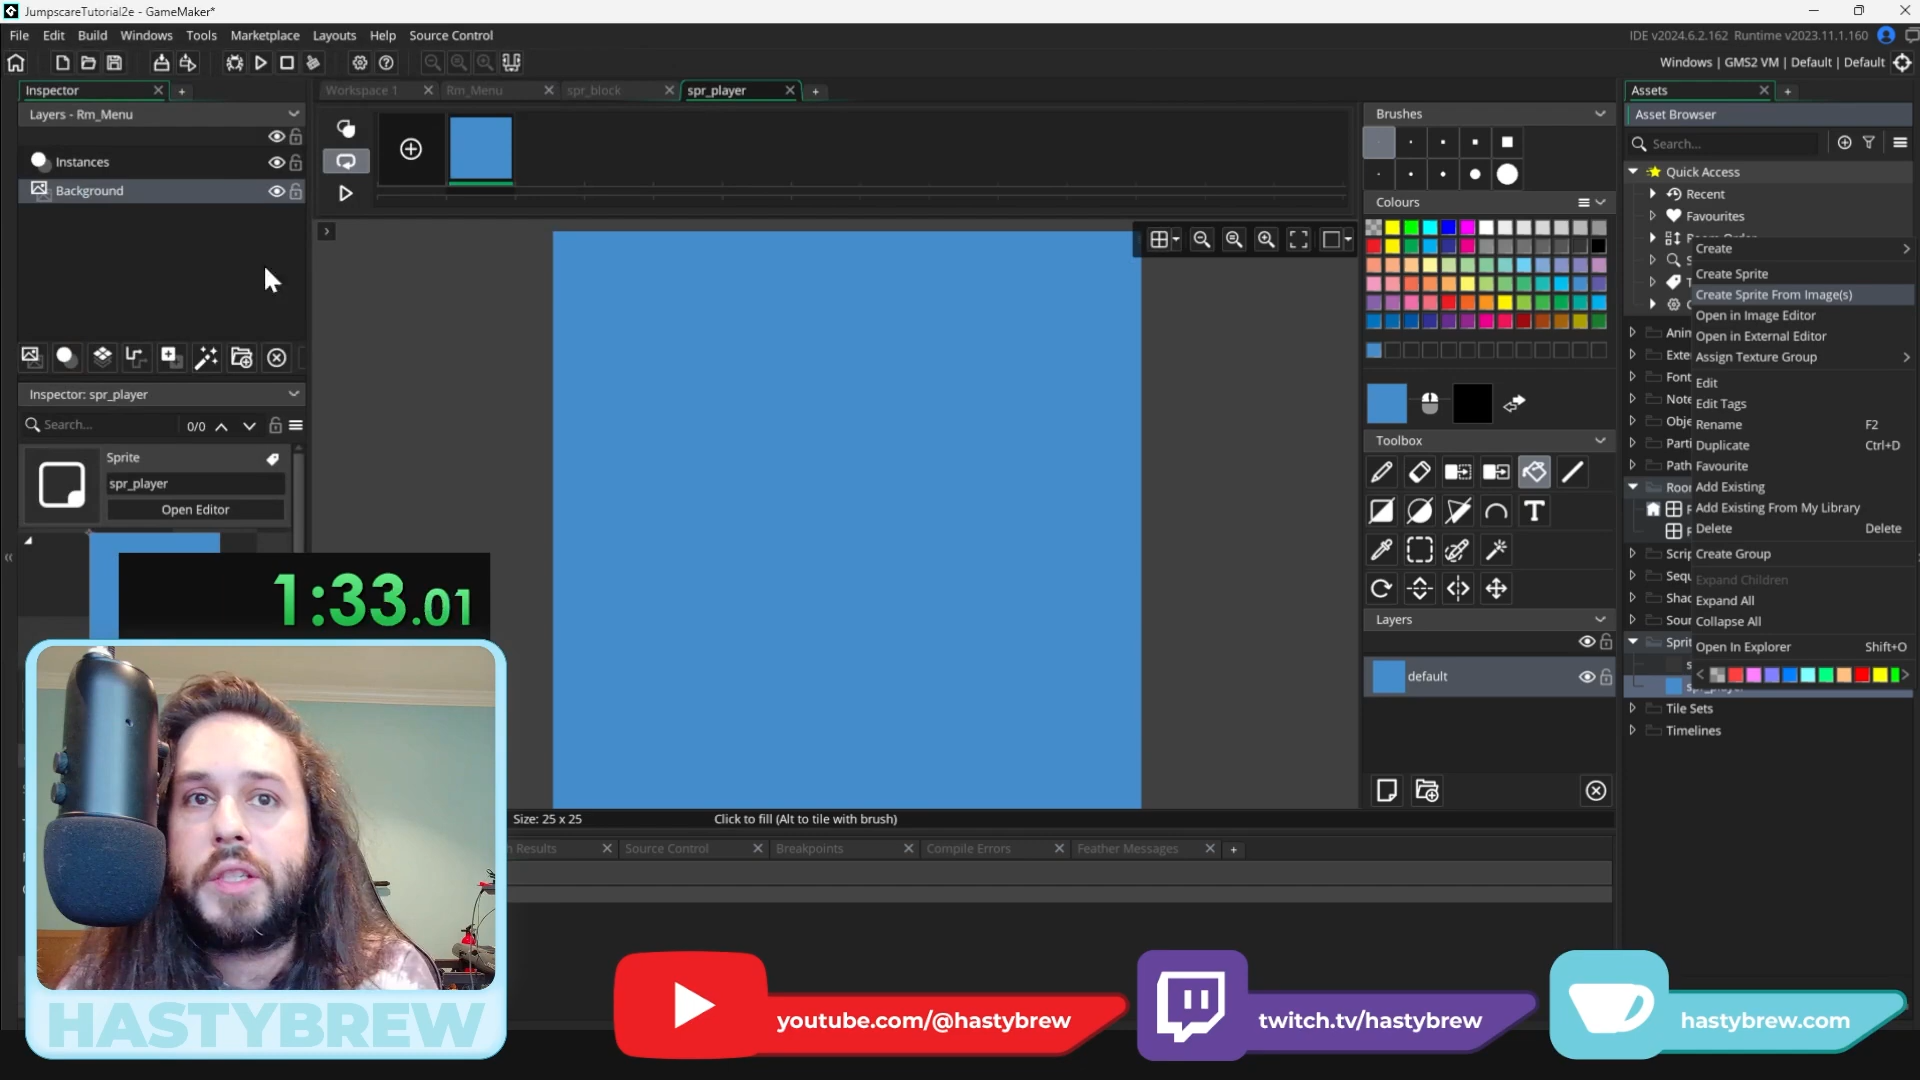 JumpscareTutorial2e - GameMaker*
File Edit Build Windows Tools Marketplace Layouts Help Source Control
IDE v2024.6.2.162 Runtime v2023.11.1.160
Windows | GMS2 VM | Default | Default
Inspector
Workspace 1
Rm_Menu
spr_block
spr_player
Assets
Layers - Rm_Menu
Instances
Background
Brushes
Colours
Asset Browser
Search...
Quick Access
Recent
Favourites
Create
Create Sprite
Create Sprite From Image(s)
Open in Image Editor
Open in External Editor
Assign Texture Group
Edit
Edit Tags
Rename F2
Duplicate Ctrl+D
Favourite
Add Existing
Add Existing From My Library
Delete Delete
Create Group
Expand Children
Expand All
Collapse All
Open In Explorer Shift+O
Tile Sets
Timelines
Inspector: spr_player
Search... 0/0
Sprite
spr_player
Open Editor
Toolbox
Layers
default
1:33.01
Size: 25 x 25
Click to fill (Alt to tile with brush)
Results
Source Control
Breakpoints
Compile Errors
Feather Messages
HASTYBREW
youtube.com/@hastybrew
twitch.tv/hastybrew
hastybrew.com